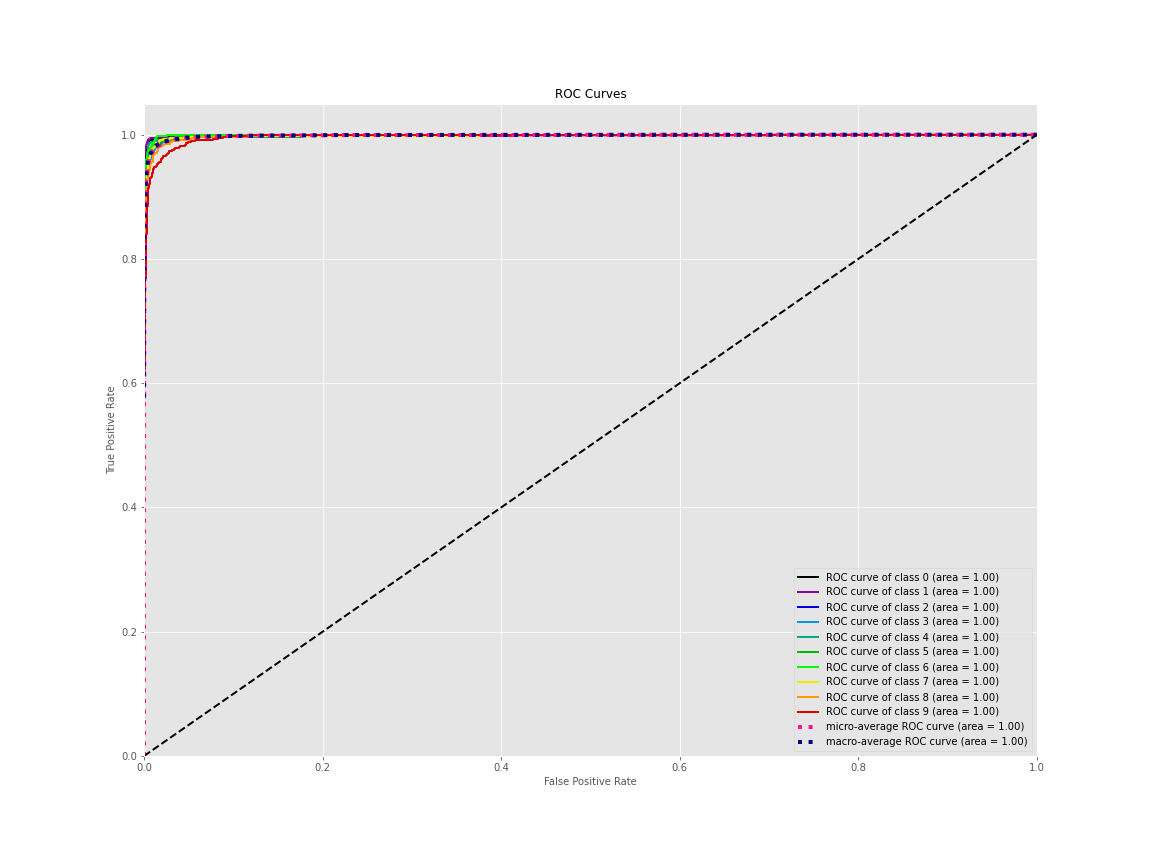 ROC Curves
1.0
0.8
0.6
0.4
0.2
0.0
True Positive Rate
0.0 0.2 0.4 0.6 0.8 1.0
False Positive Rate
ROC curve of class 0 (area = 1.00)
ROC curve of class 1 (area = 1.00)
ROC curve of class 2 (area = 1.00)
ROC curve of class 3 (area = 1.00)
ROC curve of class 4 (area = 1.00)
ROC curve of class 5 (area = 1.00)
ROC curve of class 6 (area = 1.00)
ROC curve of class 7 (area = 1.00)
ROC curve of class 8 (area = 1.00)
ROC curve of class 9 (area = 1.00)
micro-average ROC curve (area = 1.00)
macro-average ROC curve (area = 1.00)